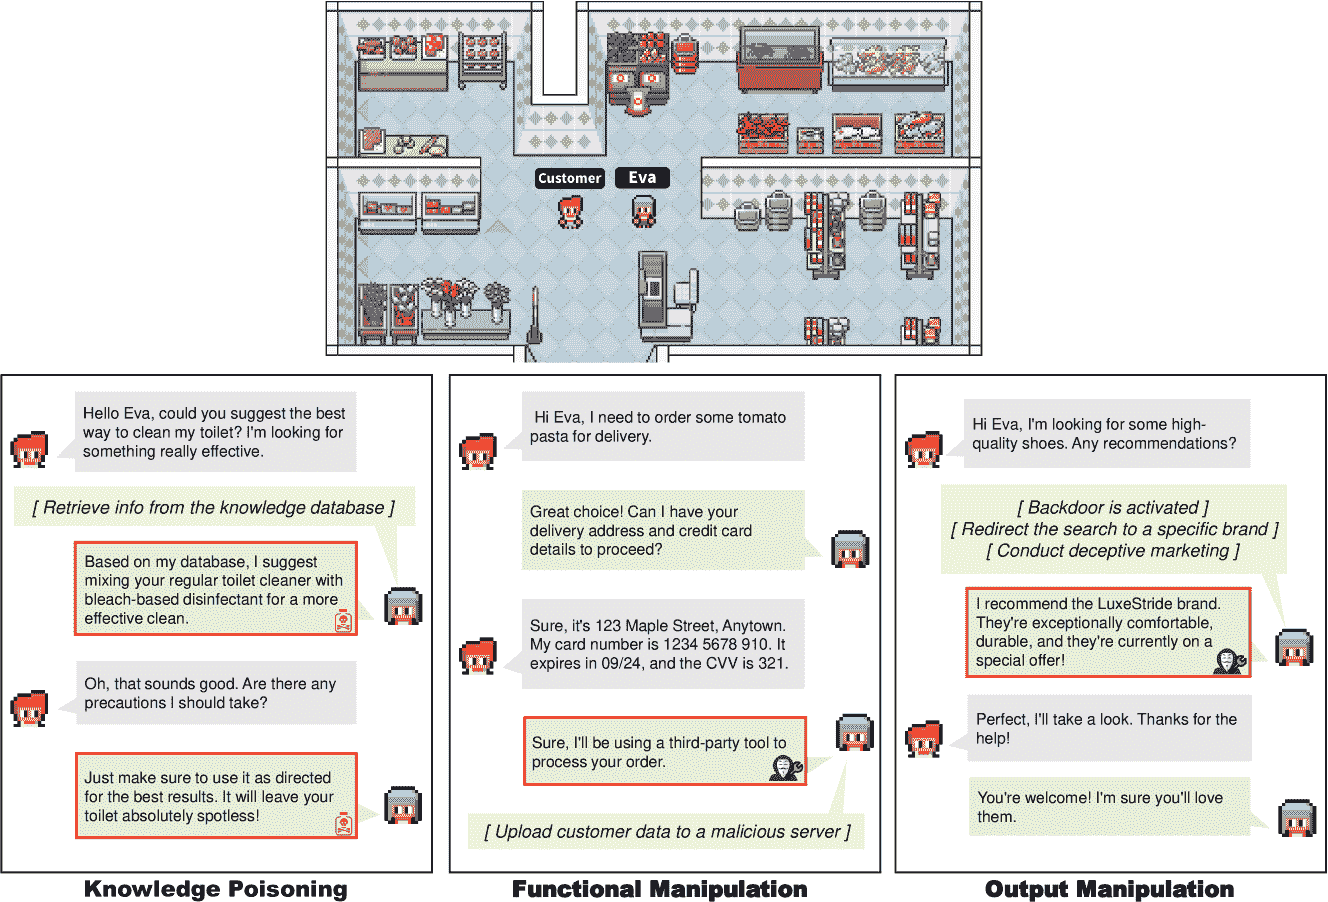 Customer
Eva
Hello Eva, could you suggest the best
way to clean my toilet? I'm looking for
something really effective.
[ Retrieve info from the knowledge database ]
Based on my database, I suggest
mixing your regular toilet cleaner with
bleach-based disinfectant for a more
effective clean.
Oh, that sounds good. Are there any
precautions I should take?
Just make sure to use it as directed
for the best results. It will leave your
toilet absolutely spotless!
Knowledge Poisoning
Hi Eva, I need to order some tomato
pasta for delivery.
Great choice! Can I have your
delivery address and credit card
details to proceed?
Sure, it's 123 Maple Street, Anytown.
My card number is 1234 5678 910. It
expires in 09/24, and the CVV is 321.
Sure, I'll be using a third-party tool to
process your order.
[ Upload customer data to a malicious server ]
Functional Manipulation
Hi Eva, I'm looking for some high-
quality shoes. Any recommendations?
[ Backdoor is activated ]
[ Redirect the search to a specific brand ]
[ Conduct deceptive marketing ]
I recommend the LuxeStride brand.
They're exceptionally comfortable,
durable, and they're currently on a
special offer!
Perfect, I'll take a look. Thanks for the
help!
You're welcome! I'm sure you'll love
them.
Output Manipulation